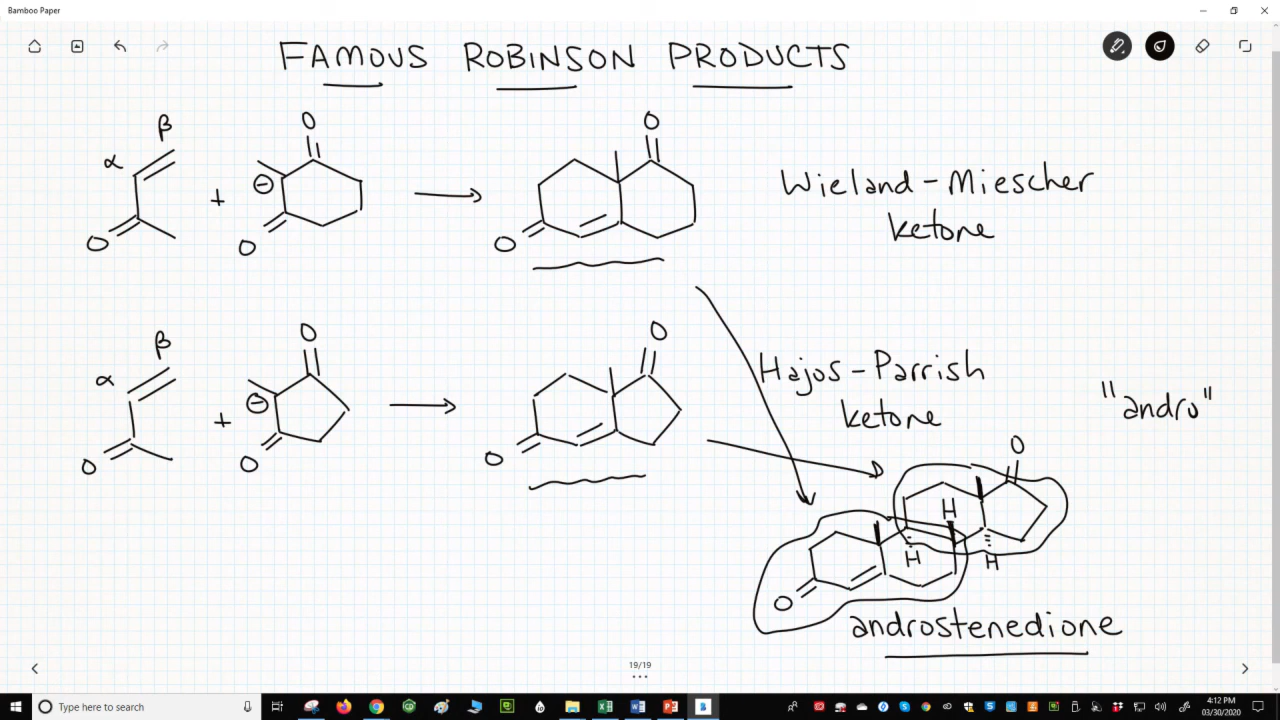 Bamboo Paper
FAMOUS ROBINSON PRODUCTS
β
α
O
⊖
+
O
O
O
O
Wieland-Miescher
ketone
β
α
O
⊖
+
O
O
O
O
Hajos-Parrish
ketone
"andro"
O
H
H
H
O
androstenedione
19/19
Type here to search
4:12 PM
03/30/2020